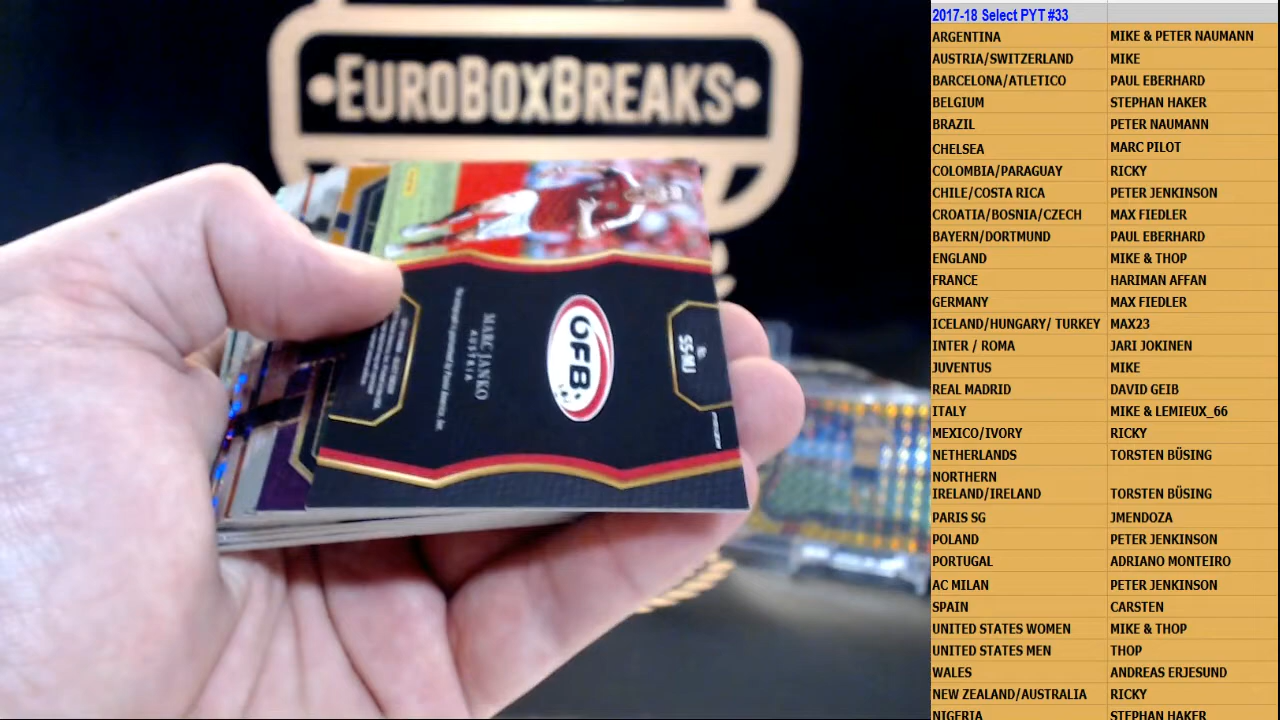 EUROBOXBREAKS
No.
SS-MJ
ÖFB
MARC JANKO
AUSTRIA
2017-18 Select PYT #33
ARGENTINA MIKE & PETER NAUMANN
AUSTRIA/SWITZERLAND MIKE
BARCELONA/ATLETICO PAUL EBERHARD
BELGIUM STEPHAN HAKER
BRAZIL PETER NAUMANN
CHELSEA MARC PILOT
COLOMBIA/PARAGUAY RICKY
CHILE/COSTA RICA PETER JENKINSON
CROATIA/BOSNIA/CZECH MAX FIEDLER
BAYERN/DORTMUND PAUL EBERHARD
ENGLAND MIKE & THOP
FRANCE HARIMAN AFFAN
GERMANY MAX FIEDLER
ICELAND/HUNGARY/ TURKEY MAX23
INTER / ROMA JARI JOKINEN
JUVENTUS MIKE
REAL MADRID DAVID GEIB
ITALY MIKE & LEMIEUX_66
MEXICO/IVORY RICKY
NETHERLANDS TORSTEN BÜSING
NORTHERN
IRELAND/IRELAND TORSTEN BÜSING
PARIS SG JMENDOZA
POLAND PETER JENKINSON
PORTUGAL ADRIANO MONTEIRO
AC MILAN PETER JENKINSON
SPAIN CARSTEN
UNITED STATES WOMEN MIKE & THOP
UNITED STATES MEN THOP
WALES ANDREAS ERJESUND
NEW ZEALAND/AUSTRALIA RICKY
NIGERIA STEPHAN HAKER